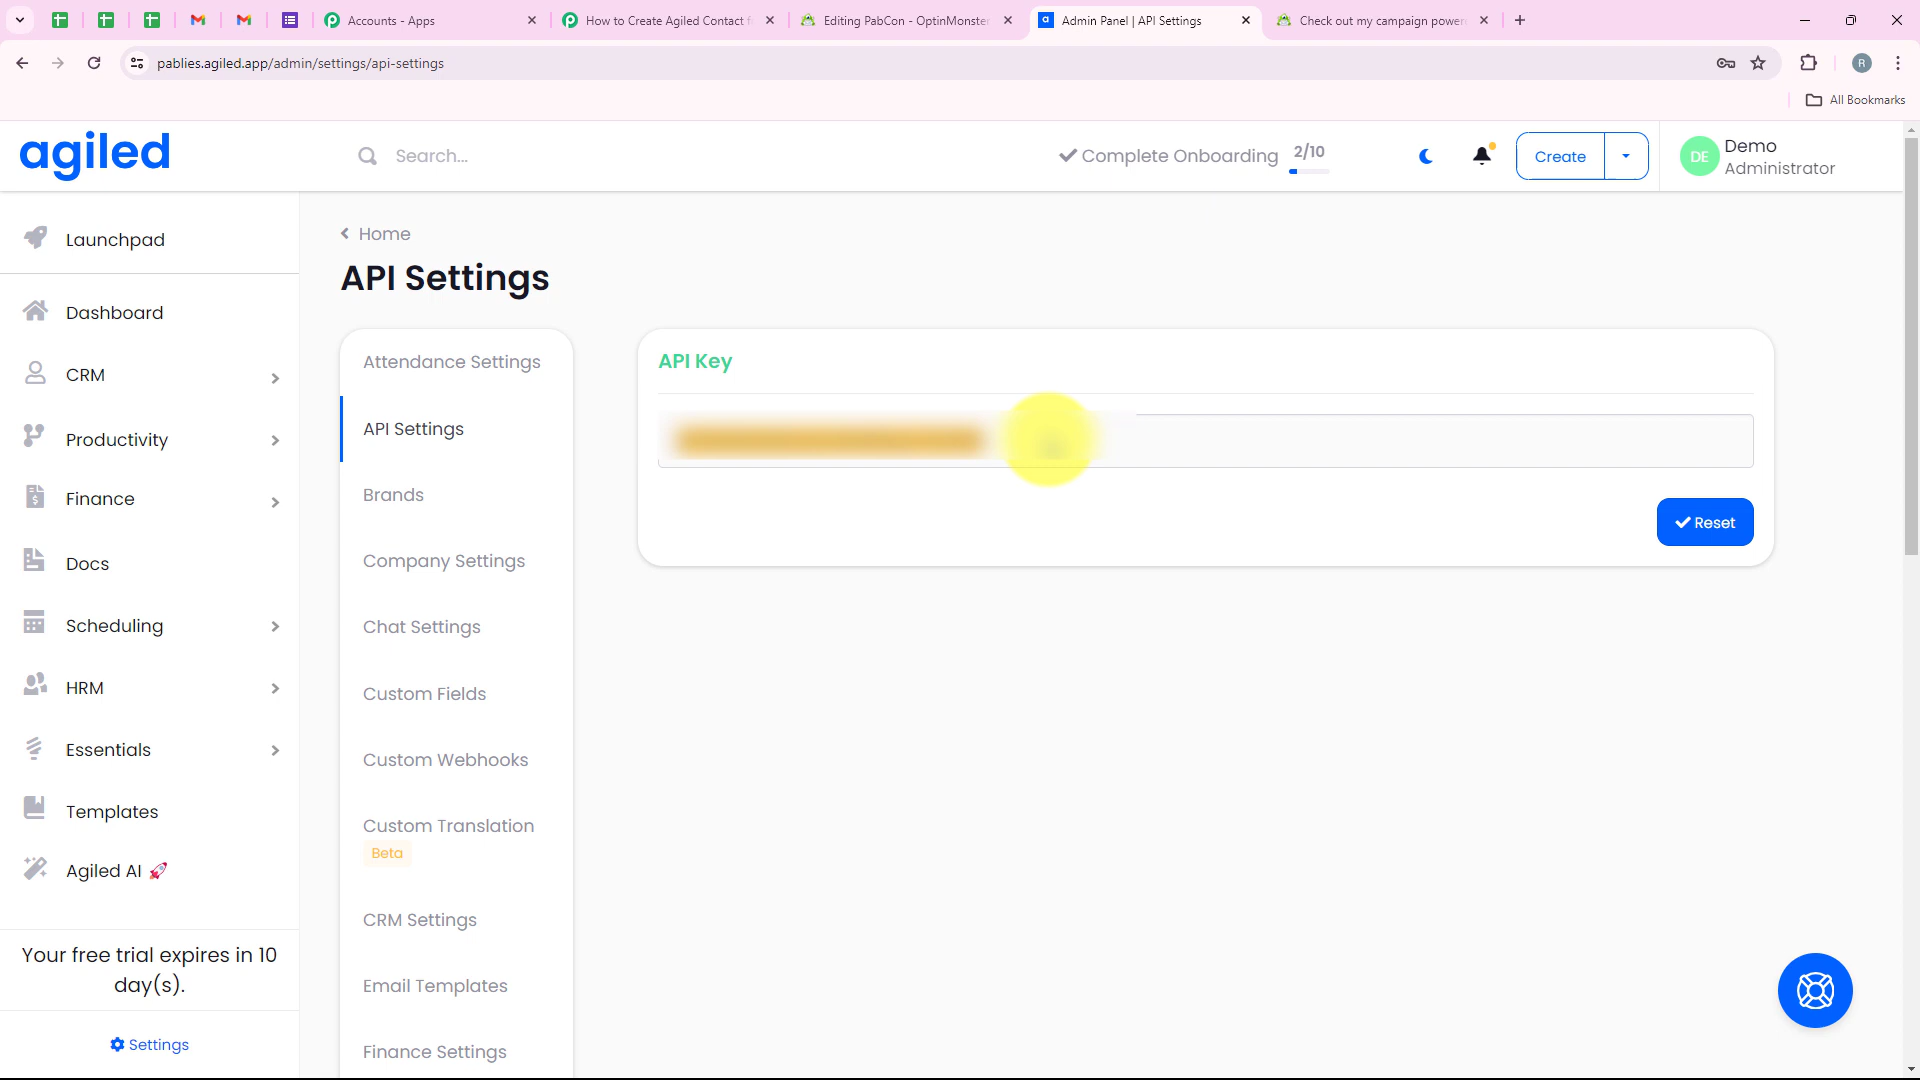 Accounts - Apps
How to Create Agiled Contact f
Editing PabCon - OptinMonster
Admin Panel | API Settings
Check out my campaign power
pablies.agiled.app/admin/settings/api-settings
R
All Bookmarks
agiled
Search...
Complete Onboarding
2/10
Create
DE
Demo
Administrator
Launchpad
Dashboard
CRM
Productivity
Finance
Docs
Scheduling
HRM
Essentials
Templates
Agiled AI 🚀
Your free trial expires in 10
day(s).
Settings
Home
API Settings
Attendance Settings
API Settings
Brands
Company Settings
Chat Settings
Custom Fields
Custom Webhooks
Custom Translation
Beta
CRM Settings
Email Templates
Finance Settings
API Key
Reset